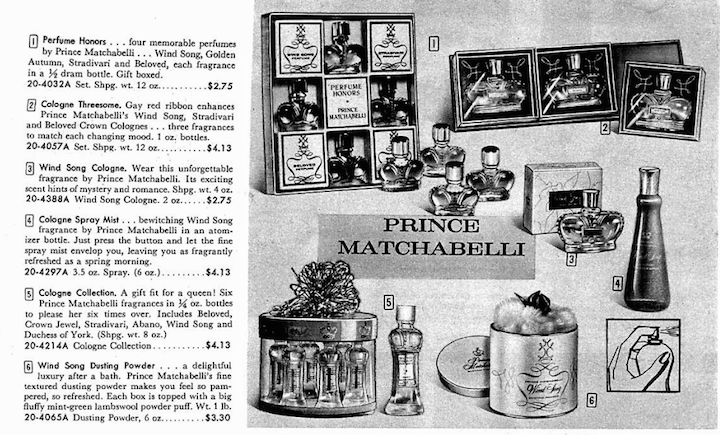 1 Perfume Honors . . . four memorable perfumes
by Prince Matchabelli . . . Wind Song, Golden
Autumn, Stradivari and Beloved, each fragrance
in a ½ dram bottle. Gift boxed.
20-4032A Set. Shpg. wt. 12 oz...........$2.75
2 Cologne Threesome. Gay red ribbon enhances
Prince Matchabelli's Wind Song, Stradivari
and Beloved Crown Colognes . . . three fragrances
to match each changing mood. 1 oz. bottles.
20-4057A Set. Shpg. wt. 12 oz...........$4.13
3 Wind Song Cologne. Wear this unforgettable
fragrance by Prince Matchabelli. Its exciting
scent hints of mystery and romance. Shpg. wt. 4 oz.
20-4388A Wind Song Cologne. 2 oz.......$2.75
4 Cologne Spray Mist . . . bewitching Wind Song
fragrance by Prince Matchabelli in an atom-
izer bottle. Just press the button and let the fine
spray mist envelop you, leaving you as fragrantly
refreshed as a spring morning.
20-4297A 3.5 oz. Spray. (6 oz.).........$4.13
5 Cologne Collection. A gift fit for a queen! Six
Prince Matchabelli fragrances in ¾ oz. bottles
to please her six times over. Includes Beloved,
Crown Jewel, Stradivari, Abano, Wind Song and
Duchess of York. (Shpg. wt. 8 oz.)
20-4214A Cologne Collection............$4.13
6 Wind Song Dusting Powder . . . a delightful
luxury after a bath. Prince Matchabelli's fine
textured dusting powder makes you feel so pam-
pered, so refreshed. Each box is topped with a big
fluffy mint-green lambswool powder puff. Wt. 1 lb.
20-4065A Dusting Powder, 6 oz..........$3.30
1
WIND SONG
PERFUME
STRADIVARI
PERFUME
HONORS
PRINCE
MATCHABELLI
BELOVED
2
PRINCE
MATCHABELLI
3
4
5
Wind Song
6